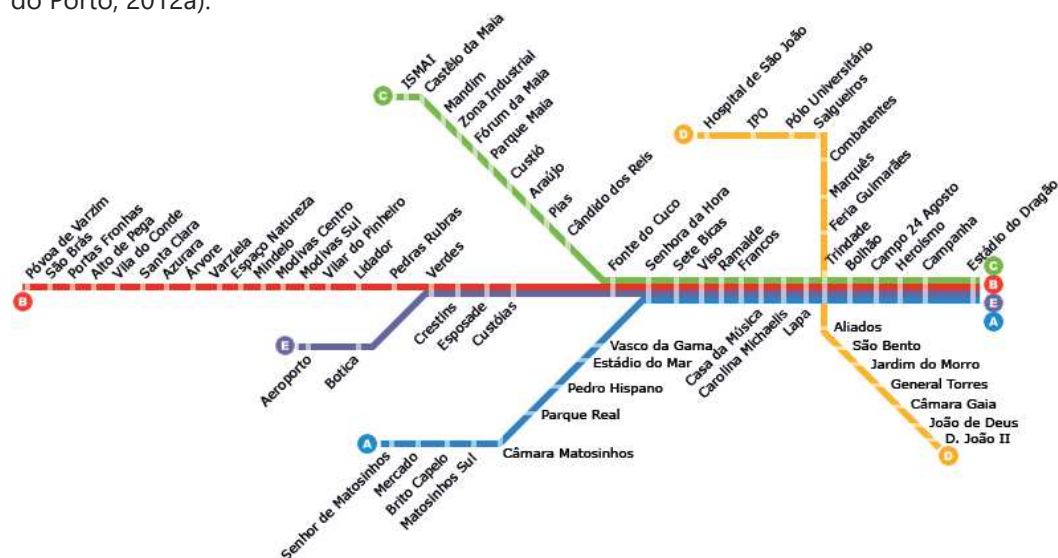 do Porto, 2012a).
C
ISMAI
Castêlo da Maia
Mandim
Zona Industrial
Fórum da Maia
Parque Maia
Custió
Araújo
Pias
Cândido dos Reis
D
Hospital de São João
IPO
Pólo Universitário
Salgueiros
Combatentes
Marquês
Feria Guimarães
B
Póvoa de Varzim
São Brás
Portas Fronhas
Alto de Pega
Vila do Conde
Santa Clara
Azurara
Árvore
Varziela
Espaço Natureza
Mindelo
Modivas Centro
Modivas Sul
Vilar do Pinheiro
Lidador
Pedras Rubras
Verdes
Fonte do Cuco
Senhora da Hora
Sete Bicas
Viso
Ramalde
Francos
Trindade
Bolhão
Campo 24 Agosto
Heroísmo
Campanha
Estádio do Dragão
C
B
E
A
E
Aeroporto
Botica
Crestins
Esposade
Custóias
Vasco da Gama
Estádio do Mar
Pedro Hispano
Parque Real
Câmara Matosinhos
Casa da Música
Carolina Michaelis
Lapa
Aliados
São Bento
Jardim do Morro
General Torres
Câmara Gaia
João de Deus
D. João II
D
A
Senhor de Matosinhos
Mercado
Brito Capelo
Matosinhos Sul